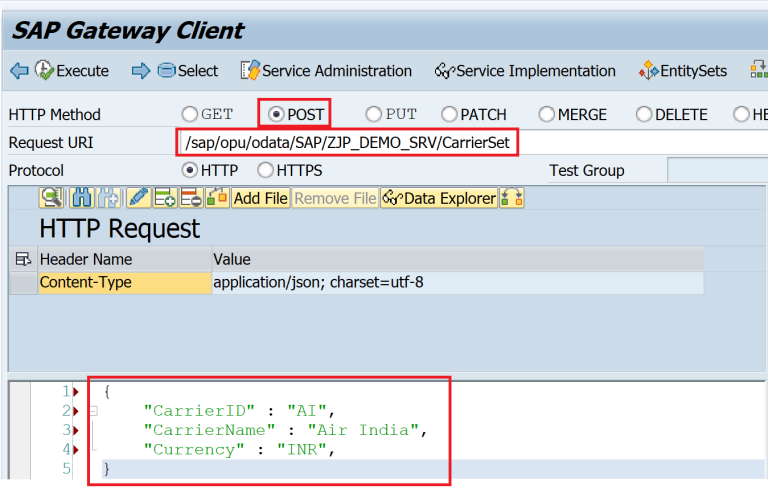 SAP Gateway Client
Execute Select Service Administration Service Implementation EntitySets
HTTP Method GET POST PUT PATCH MERGE DELETE HE
Request URI /sap/opu/odata/SAP/ZJP_DEMO_SRV/CarrierSet
Protocol HTTP HTTPS Test Group
Add File Remove File Data Explorer
HTTP Request
Header Name Value
Content-Type application/json; charset=utf-8
1 {
2 "CarrierID" : "AI",
3 "CarrierName" : "Air India",
4 "Currency" : "INR",
5 }